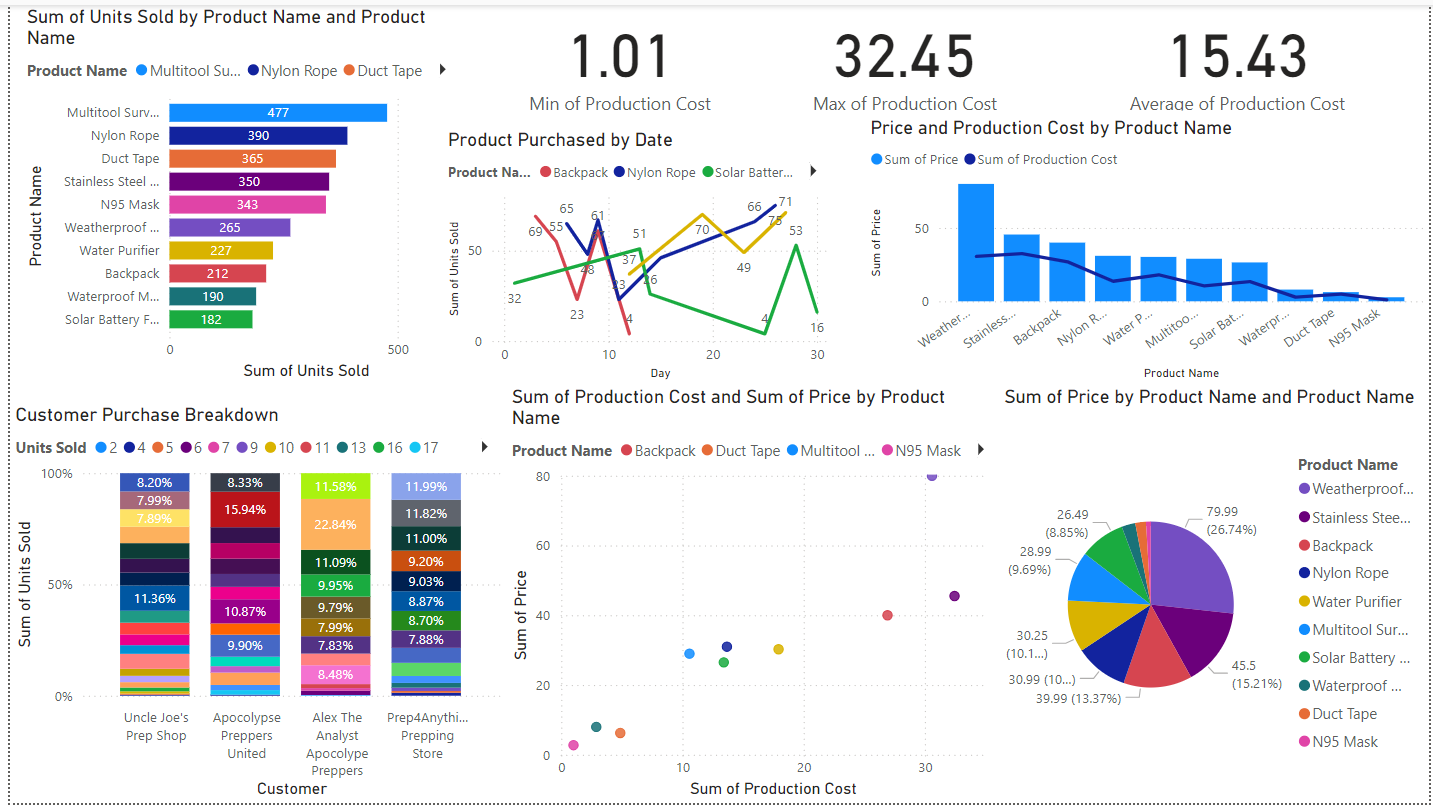 Sum of Units Sold by Product Name and Product
Name
Product Name Multitool Su... Nylon Rope Duct Tape
Product Name
Multitool Surv... 477
Nylon Rope 390
Duct Tape 365
Stainless Steel ... 350
N95 Mask 343
Weatherproof ... 265
Water Purifier 227
Backpack 212
Waterproof M... 190
Solar Battery F... 182
0 500
Sum of Units Sold
1.01
Min of Production Cost
32.45
Max of Production Cost
15.43
Average of Production Cost
Product Purchased by Date
Product Na... Backpack Nylon Rope Solar Batter...
Sum of Units Sold
50
0
69
65
55
61
23
48
23
4
37
51
26
32
70
66
71
75
49
53
4
16
0 10 20 30
Day
Price and Production Cost by Product Name
Sum of Price Sum of Production Cost
Sum of Price
50
0
Weather...
Stainless...
Backpack
Nylon R...
Water P...
Multitoo...
Solar Bat...
Waterpr...
Duct Tape
N95 Mask
Product Name
Customer Purchase Breakdown
Units Sold 2 4 5 6 7 9 10 11 13 16 17
Sum of Units Sold
100%
50%
0%
8.20%
7.99%
7.89%
11.36%
8.33%
15.94%
10.87%
9.90%
11.58%
22.84%
11.09%
9.95%
9.79%
7.99%
7.83%
8.48%
11.99%
11.82%
11.00%
9.20%
9.03%
8.87%
8.70%
7.88%
Uncle Joe's
Prep Shop
Apocolypse
Preppers
United
Alex The
Analyst
Apocolype
Preppers
Prep4Anythi...
Prepping
Store
Customer
Sum of Production Cost and Sum of Price by Product
Name
Product Name Backpack Duct Tape Multitool ... N95 Mask
Sum of Price
80
60
40
20
0
0 10 20 30
Sum of Production Cost
Sum of Price by Product Name and Product Name
79.99
(26.74%)
45.5
(15.21%)
39.99 (13.37%)
30.99 (10...)
30.25
(10.1...)
28.99
(9.69%)
26.49
(8.85%)
Product Name
Weatherproof...
Stainless Stee...
Backpack
Nylon Rope
Water Purifier
Multitool Sur...
Solar Battery ...
Waterproof ...
Duct Tape
N95 Mask